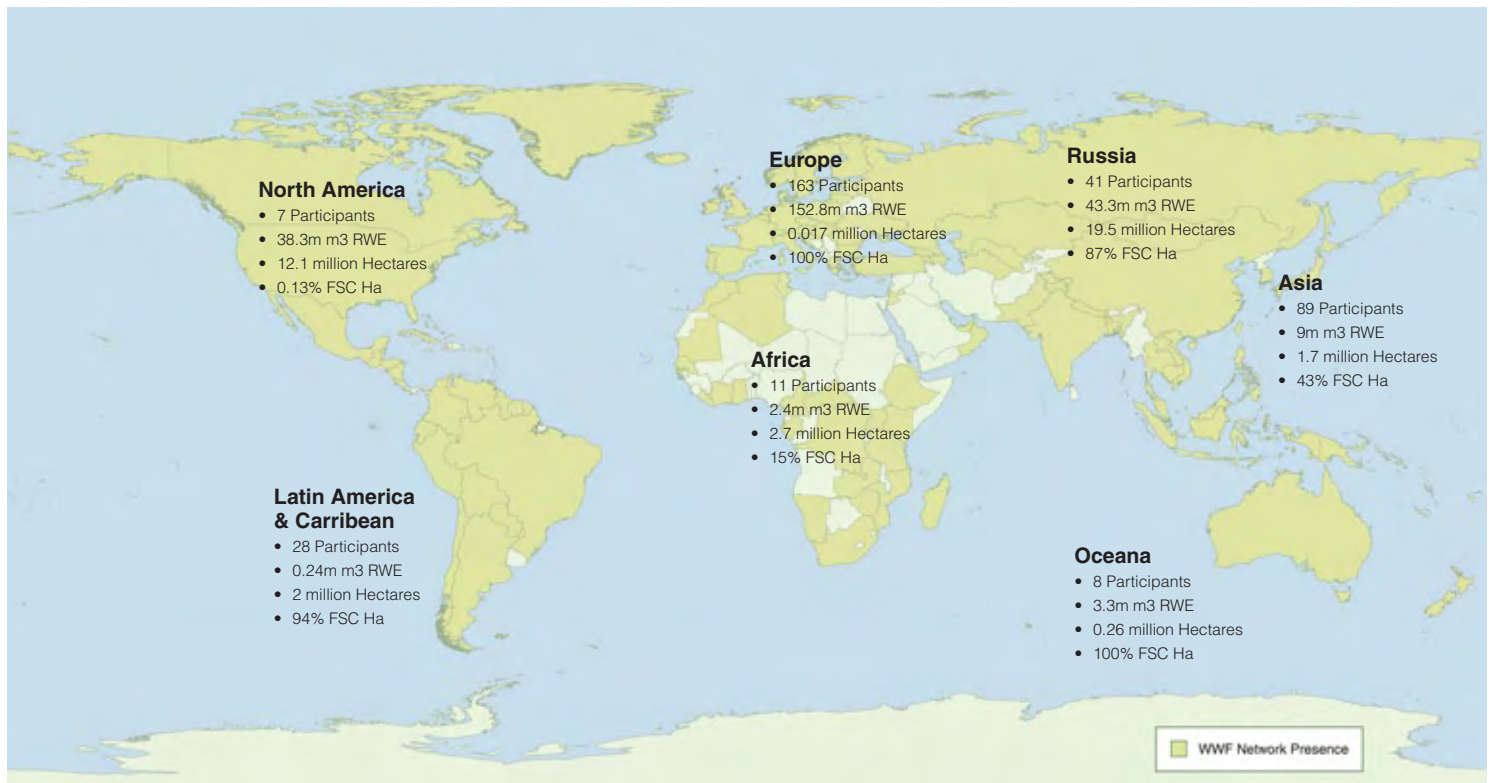 North America
• 7 Participants
• 38.3m m3 RWE
• 12.1 million Hectares
• 0.13% FSC Ha
Europe
• 163 Participants
• 152.8m m3 RWE
• 0.017 million Hectares
• 100% FSC Ha
Russia
• 41 Participants
• 43.3m m3 RWE
• 19.5 million Hectares
• 87% FSC Ha
Asia
• 89 Participants
• 9m m3 RWE
• 1.7 million Hectares
• 43% FSC Ha
Africa
• 11 Participants
• 2.4m m3 RWE
• 2.7 million Hectares
• 15% FSC Ha
Latin America
& Carribean
• 28 Participants
• 0.24m m3 RWE
• 2 million Hectares
• 94% FSC Ha
Oceana
• 8 Participants
• 3.3m m3 RWE
• 0.26 million Hectares
• 100% FSC Ha
WWF Network Presence